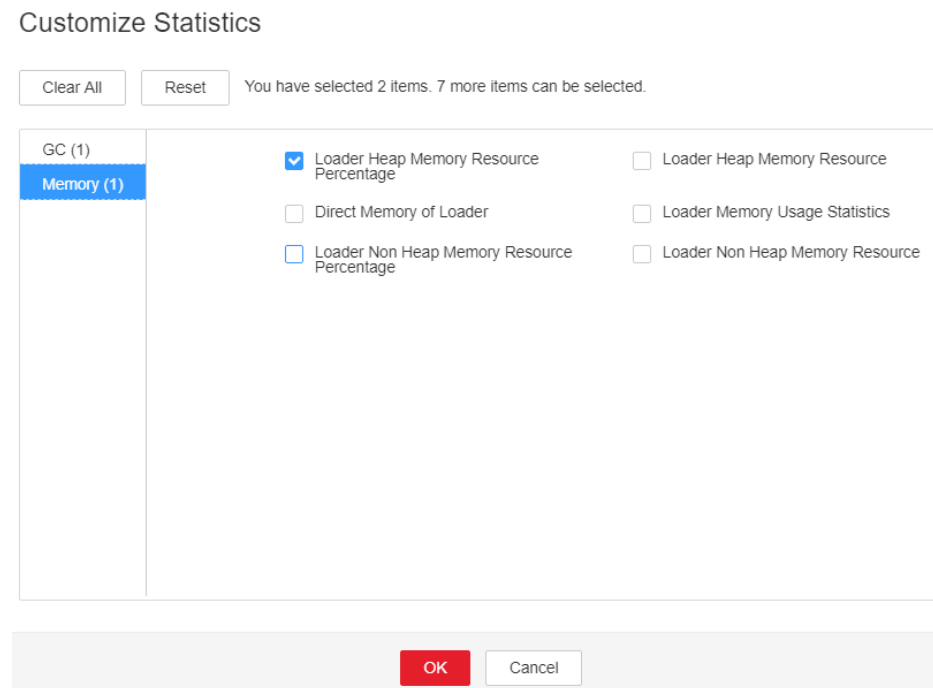 Customize Statistics
Clear All
Reset
You have selected 2 items. 7 more items can be selected.
GC (1)
Memory (1)
Loader Heap Memory Resource
Percentage
Loader Heap Memory Resource
Direct Memory of Loader
Loader Memory Usage Statistics
Loader Non Heap Memory Resource
Percentage
Loader Non Heap Memory Resource
OK
Cancel